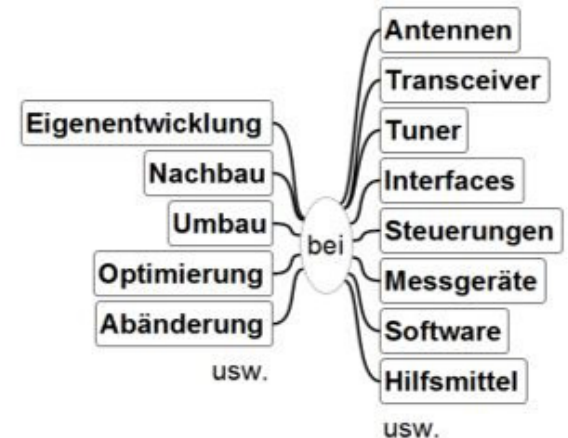 Eigenentwicklung
Nachbau
Umbau
Optimierung
Abänderung
usw.
bei
Antennen
Transceiver
Tuner
Interfaces
Steuerungen
Messgeräte
Software
Hilfsmittel
usw.